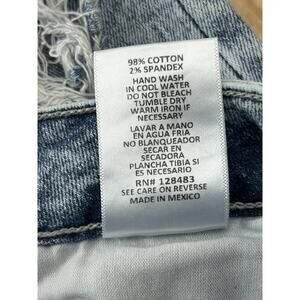 98% COTTON
2% SPANDEX
HAND WASH
IN COOL WATER
DO NOT BLEACH
TUMBLE DRY
WARM IRON IF
NECESSARY
LAVAR A MANO
EN AGUA FRIA
NO BLANQUEADOR
SECAR EN
SECADORA
PLANCHA TIBIA SI
ES NECESARIO
RN# 128483
SEE CARE ON REVERSE
MADE IN MEXICO